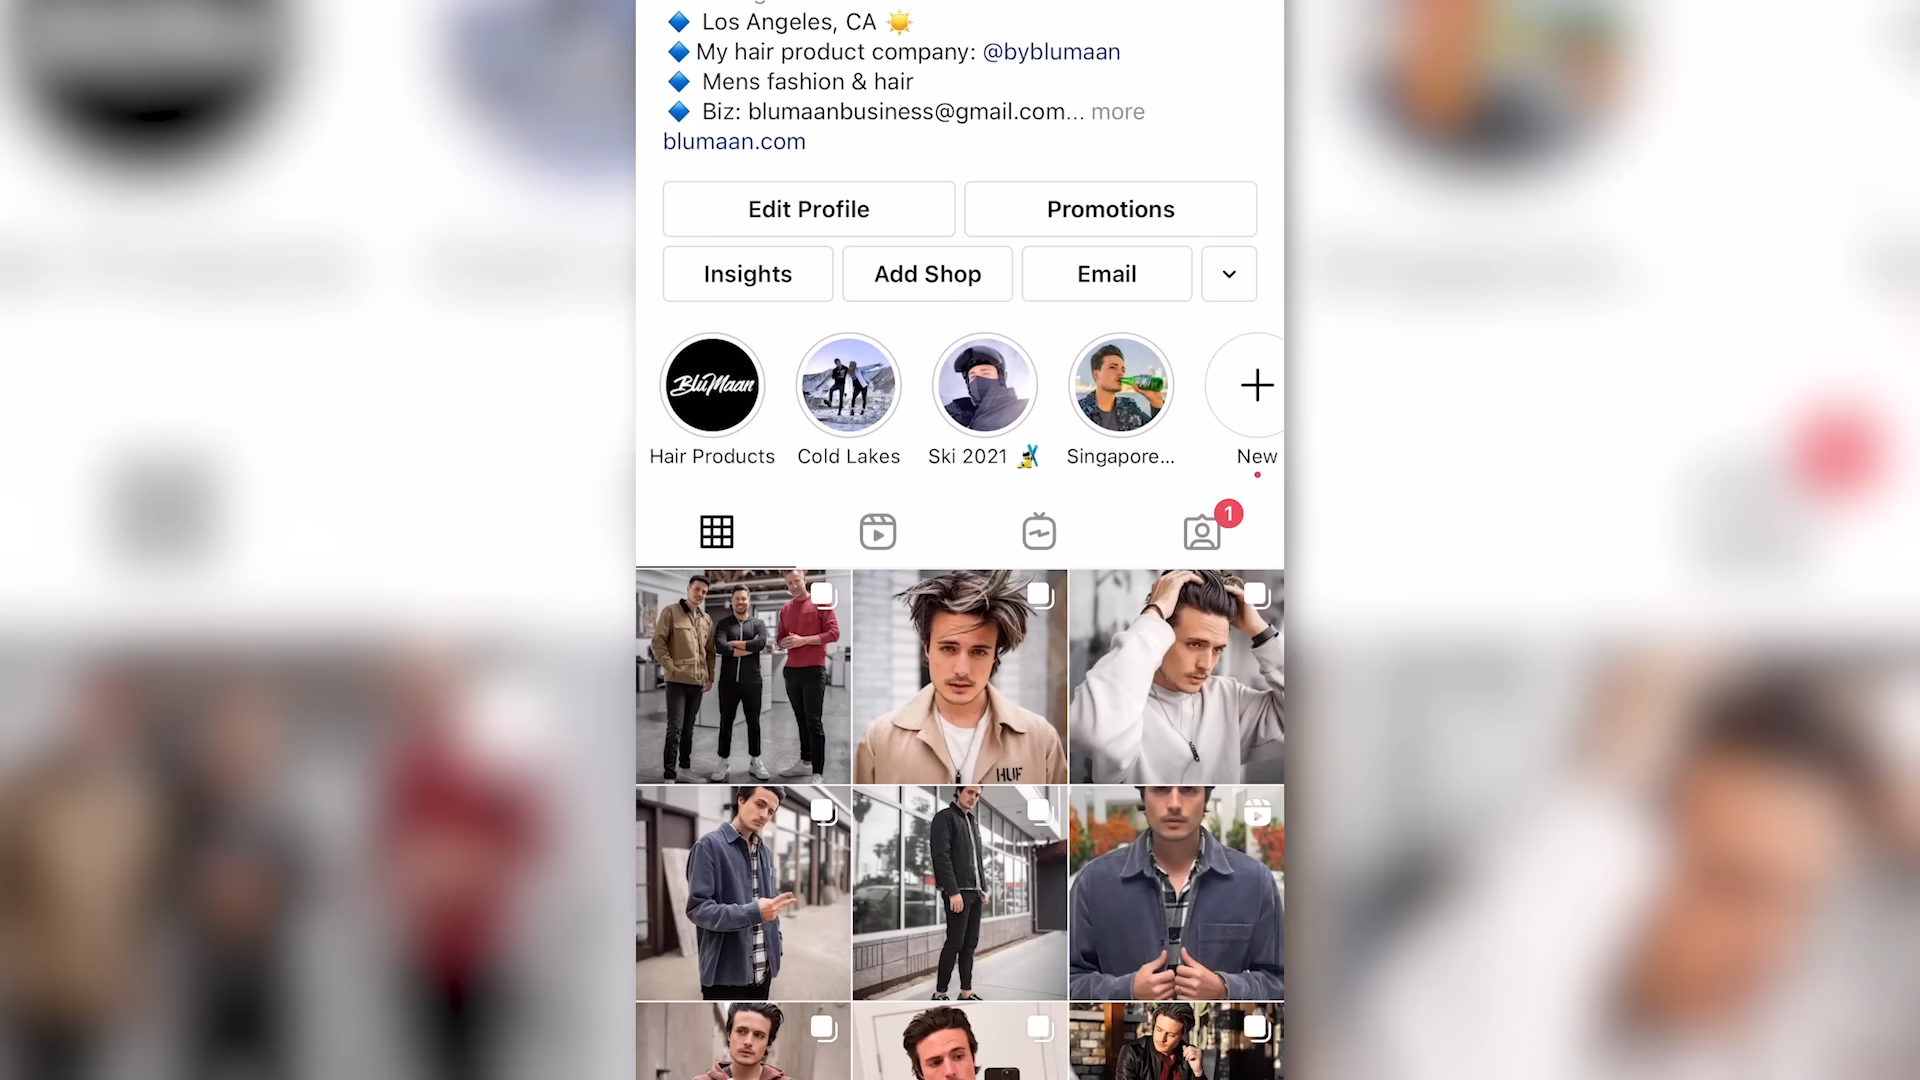 Los Angeles, CA
My hair product company: @byblumaan
Mens fashion & hair
Biz: blumaanbusiness@gmail.com... more
blumaan.com
Edit Profile
Promotions
Insights
Add Shop
Email
BluMaan
Hair Products
Cold Lakes
Ski 2021
Singapore...
New
1
HUF